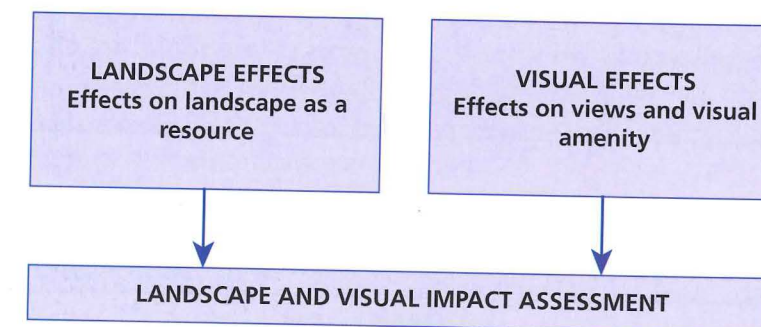 LANDSCAPE EFFECTS
Effects on landscape as a
resource
VISUAL EFFECTS
Effects on views and visual
amenity
LANDSCAPE AND VISUAL IMPACT ASSESSMENT